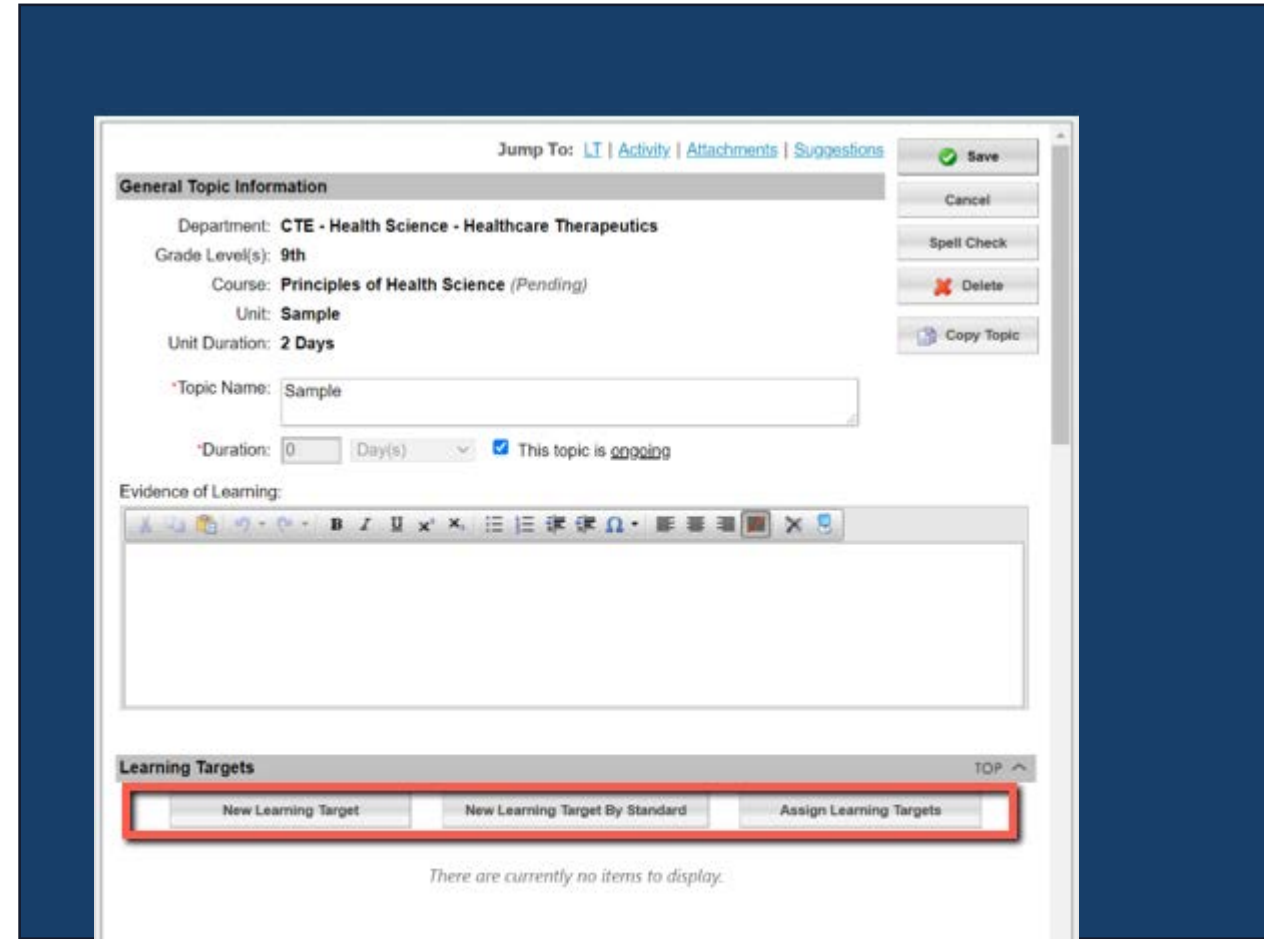 Jump To: LT | Activity | Attachments | Suggestions
Save
General Topic Information
Cancel
Department: CTE - Health Science - Healthcare Therapeutics
Spell Check
Grade Level(s): 9th
Course: Principles of Health Science (Pending)
Delete
Unit: Sample
Unit Duration: 2 Days
Copy Topic
*Topic Name: Sample
*Duration: 0 Day(s) This topic is ongoing
Evidence of Learning:
B I U x² x₂ Ω
Learning Targets TOP
New Learning Target New Learning Target By Standard Assign Learning Targets
There are currently no items to display.